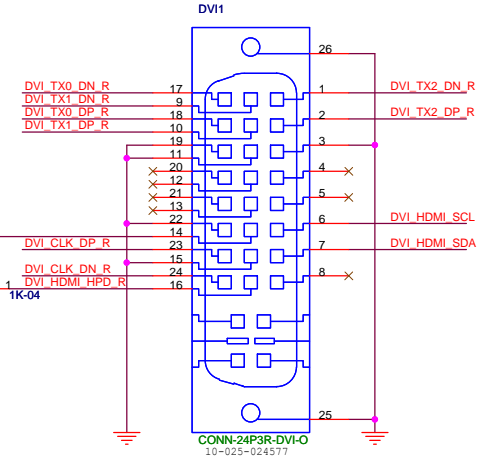 DVI1
26
DVI_TX0_DN_R 17 1 DVI_TX2_DN_R
DVI_TX1_DN_R 9
DVI_TX0_DP_R 18 2 DVI_TX2_DP_R
DVI_TX1_DP_R 10
19 3
11
20 4
12
21 5
13
22 6 DVI_HDMI_SCL
14
DVI_CLK_DP_R 23 7 DVI_HDMI_SDA
15
DVI_CLK_DN_R 24 8
1 DVI_HDMI_HPD_R 16
1K-04
25
CONN-24P3R-DVI-O
10-025-024577